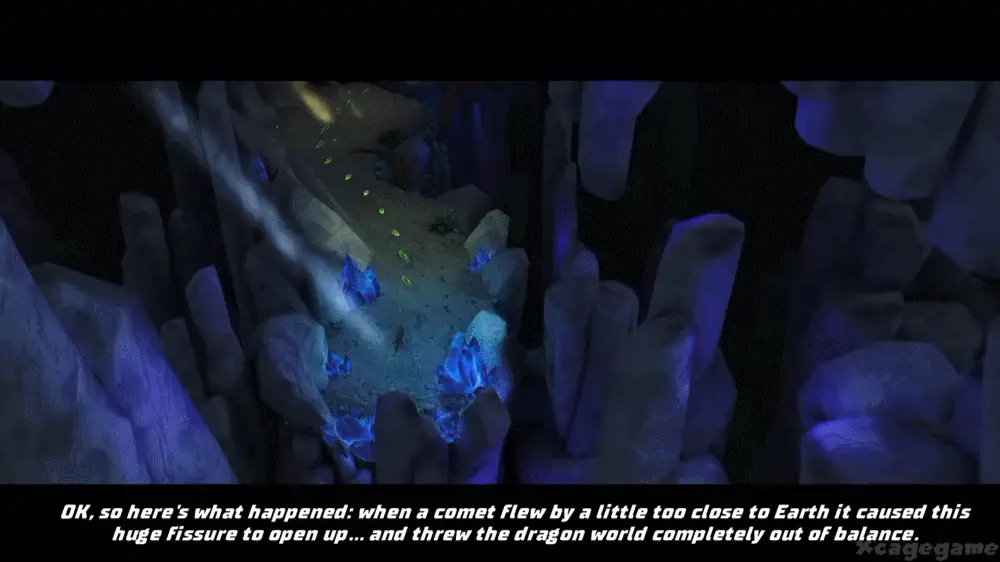 OK, so here's what happened: when a comet flew by a little too close to Earth it caused this
huge fissure to open up... and threw the dragon world completely out of balance.
Xcagegame